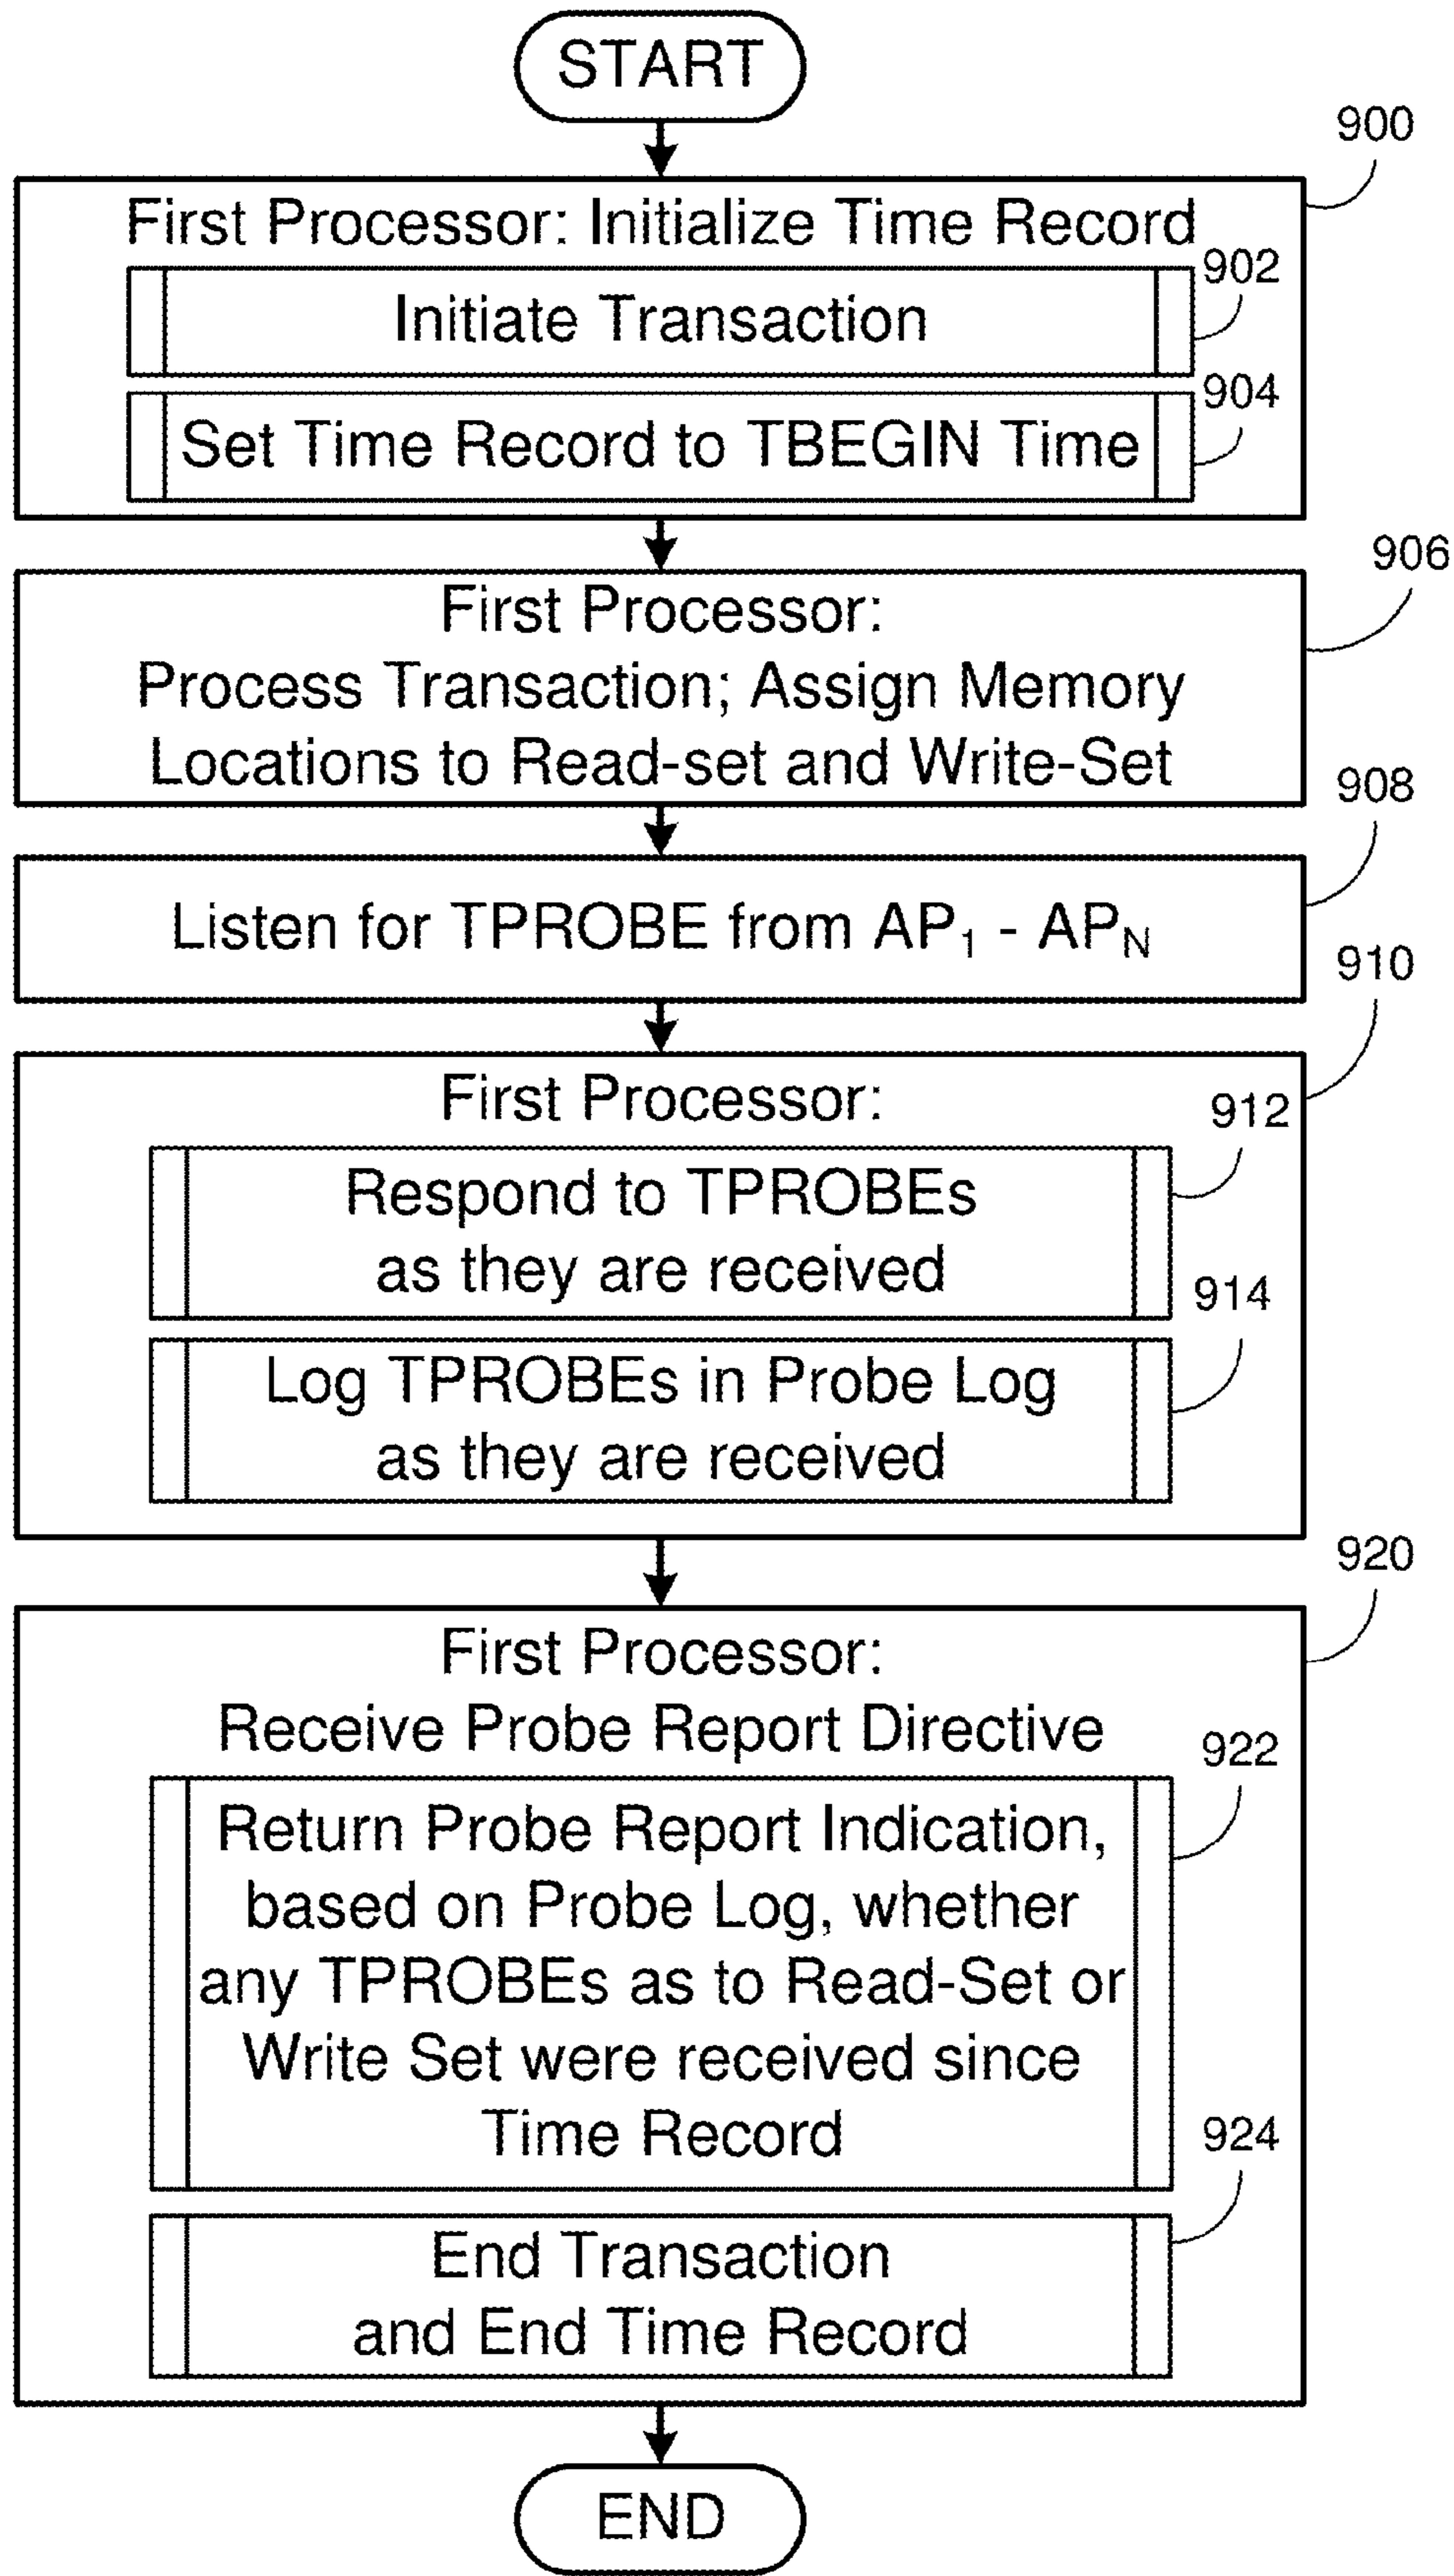 START
900
First Processor: Initialize Time Record
902
Initiate Transaction
904
Set Time Record to TBEGIN Time
906
First Processor:
Process Transaction; Assign Memory
Locations to Read-set and Write-Set
908
Listen for TPROBE from AP₁ - AP_N
910
First Processor:
912
Respond to TPROBEs
as they are received
914
Log TPROBEs in Probe Log
as they are received
920
First Processor:
Receive Probe Report Directive
922
Return Probe Report Indication,
based on Probe Log, whether
any TPROBEs as to Read-Set or
Write Set were received since
Time Record
924
End Transaction
and End Time Record
END